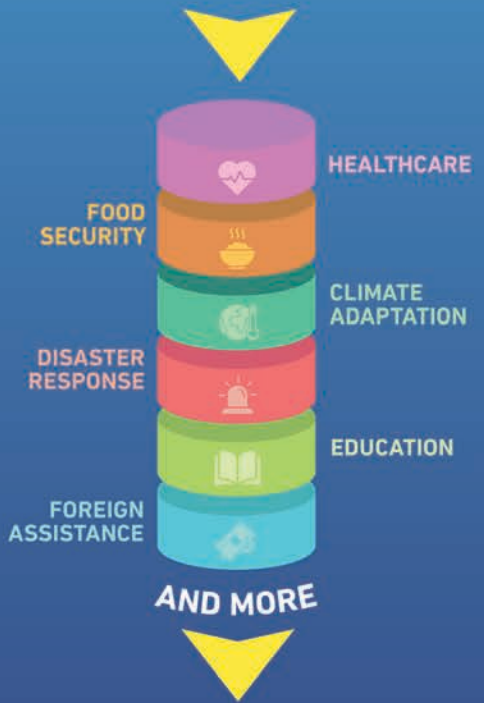 HEALTHCARE
FOOD
SECURITY
CLIMATE
ADAPTATION
DISASTER
RESPONSE
EDUCATION
FOREIGN
ASSISTANCE
AND MORE